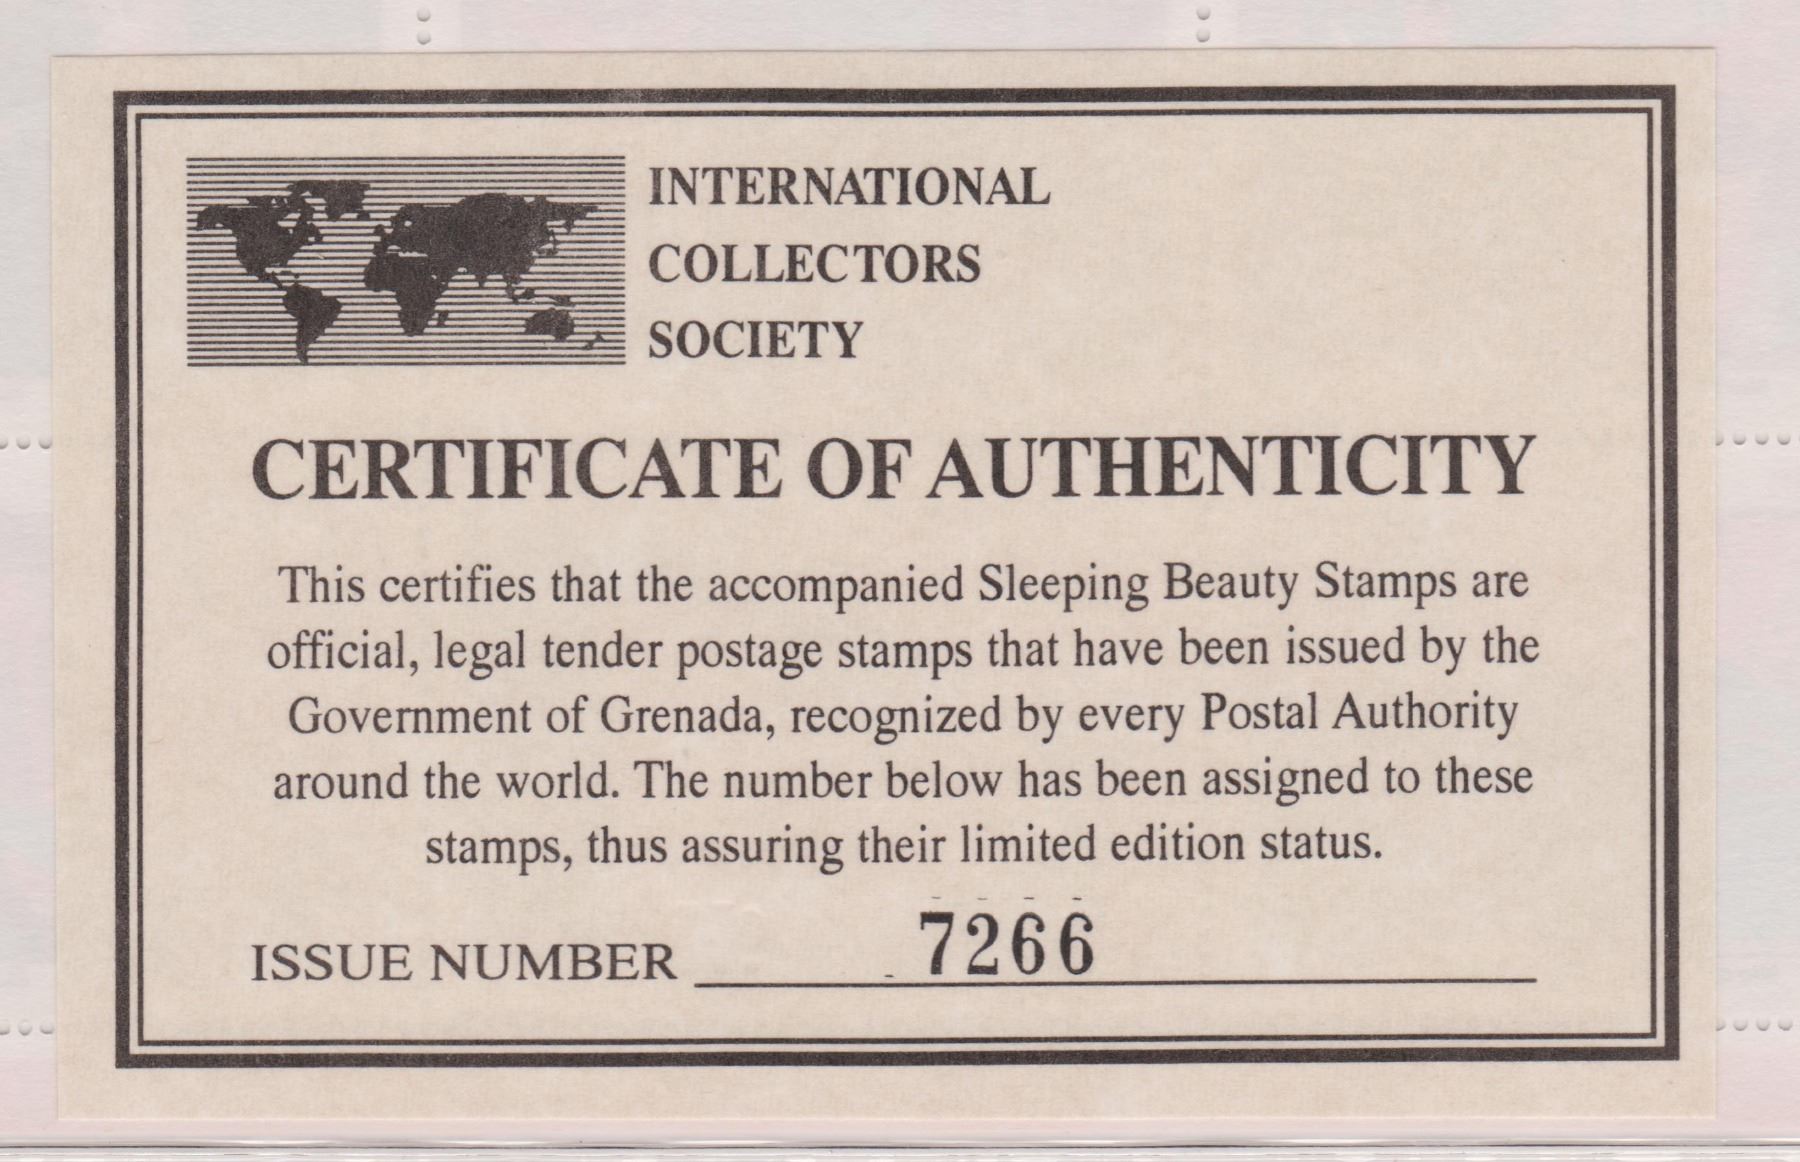 INTERNATIONAL
COLLECTORS
SOCIETY
CERTIFICATE OF AUTHENTICITY
This certifies that the accompanied Sleeping Beauty Stamps are
official, legal tender postage stamps that have been issued by the
Government of Grenada, recognized by every Postal Authority
around the world. The number below has been assigned to these
stamps, thus assuring their limited edition status.
ISSUE NUMBER 7266